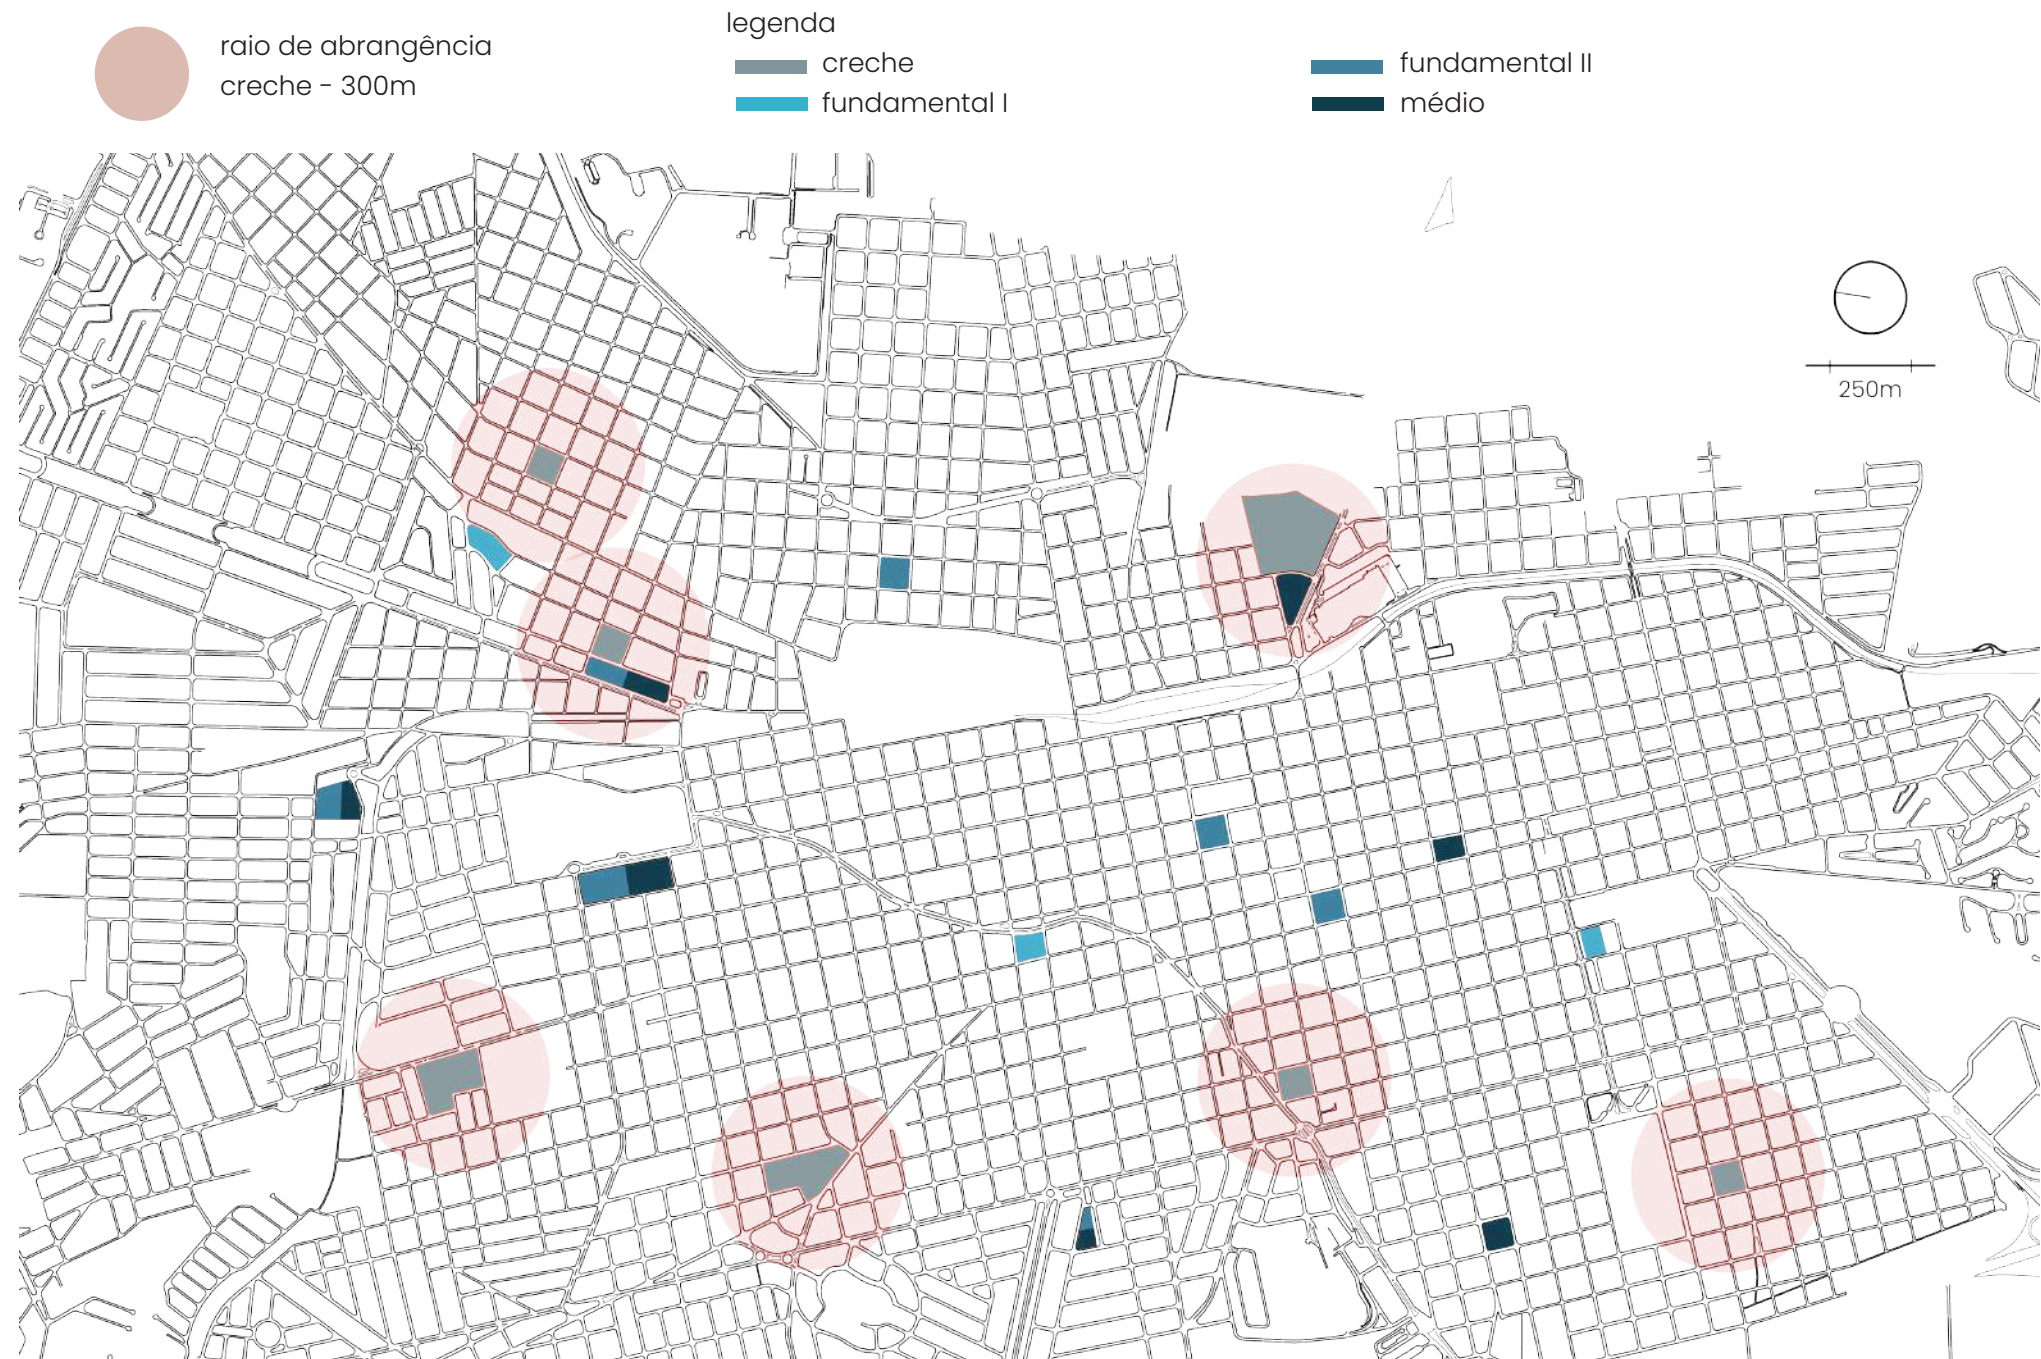 raio de abrangência
creche - 300m
legenda
creche
fundamental I
fundamental II
médio
250m